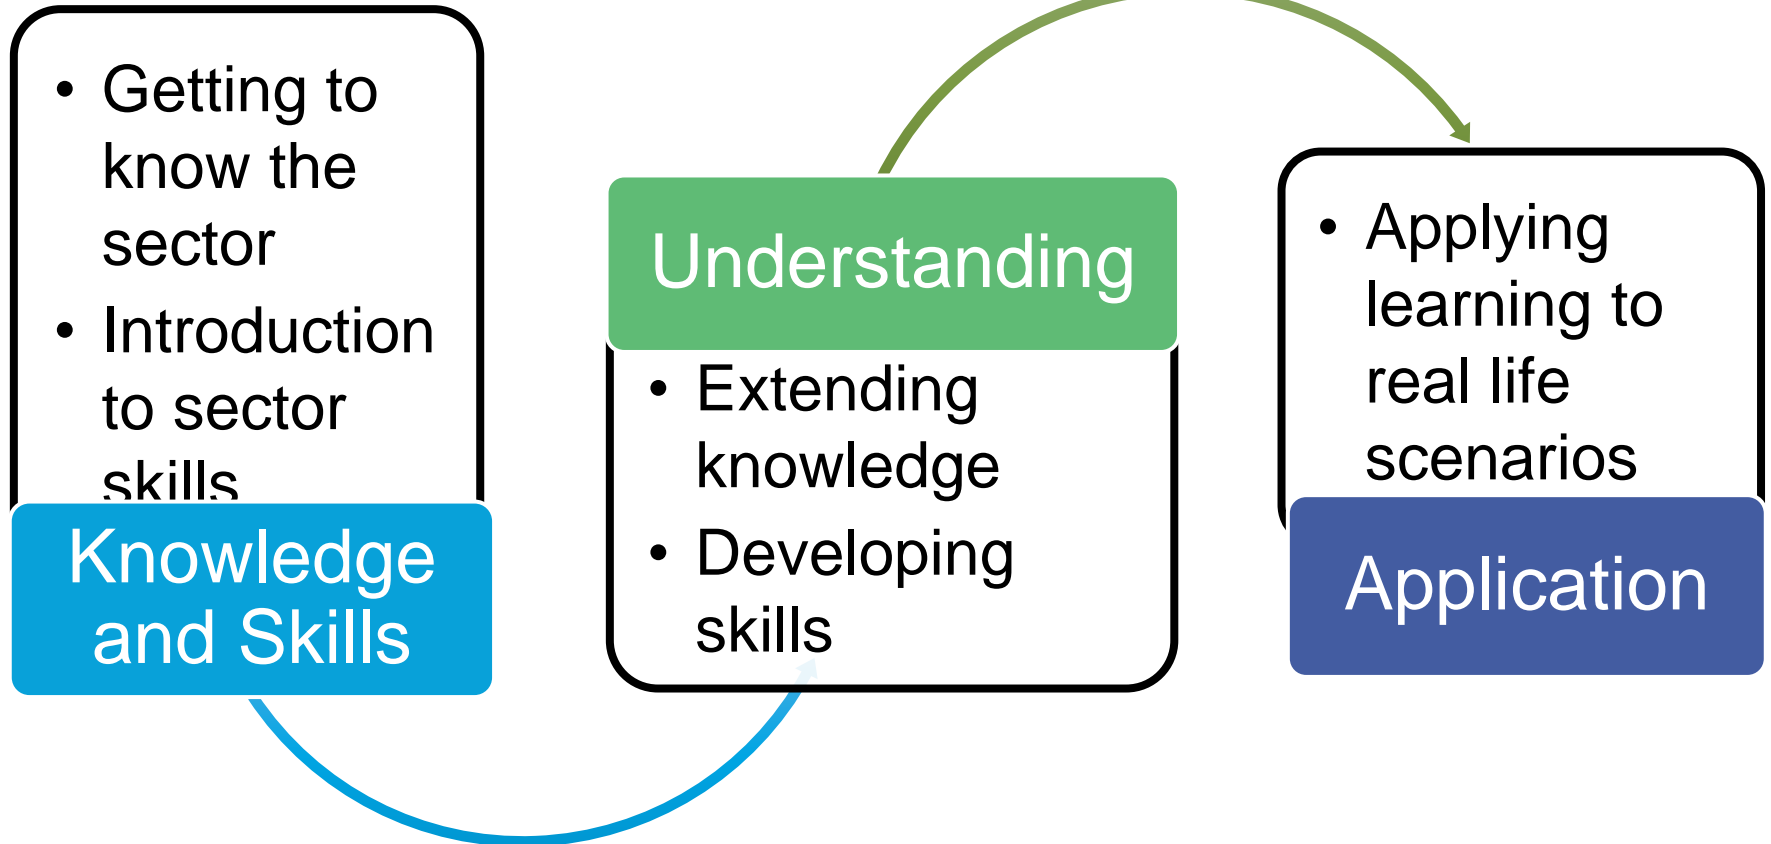 • Getting to
know the
sector
• Introduction
to sector
skills
Knowledge
and Skills
Understanding
• Extending
knowledge
• Developing
skills
• Applying
learning to
real life
scenarios
Application